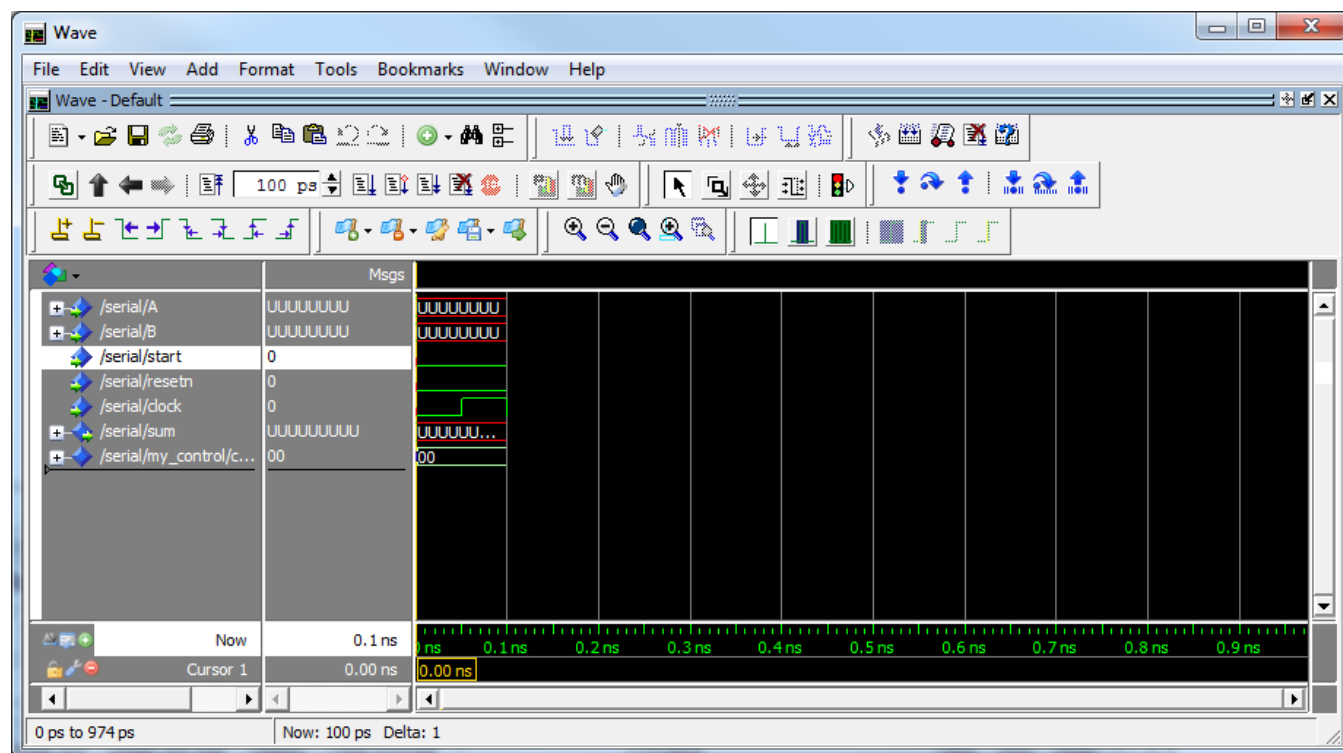 Wave
File Edit View Add Format Tools Bookmarks Window Help
Wave - Default
100 ps
Msgs
/serial/A UUUUUUUU UUUUUUUU
/serial/B UUUUUUUU UUUUUUUU
/serial/start 0
/serial/resetn 0
/serial/clock 0
/serial/sum UUUUUUUUU UUUUUU...
/serial/my_control/c... 00 00
Now 0.1 ns ns 0.1 ns 0.2 ns 0.3 ns 0.4 ns 0.5 ns 0.6 ns 0.7 ns 0.8 ns 0.9 ns
Cursor 1 0.00 ns 0.00 ns
0 ps to 974 ps Now: 100 ps Delta: 1